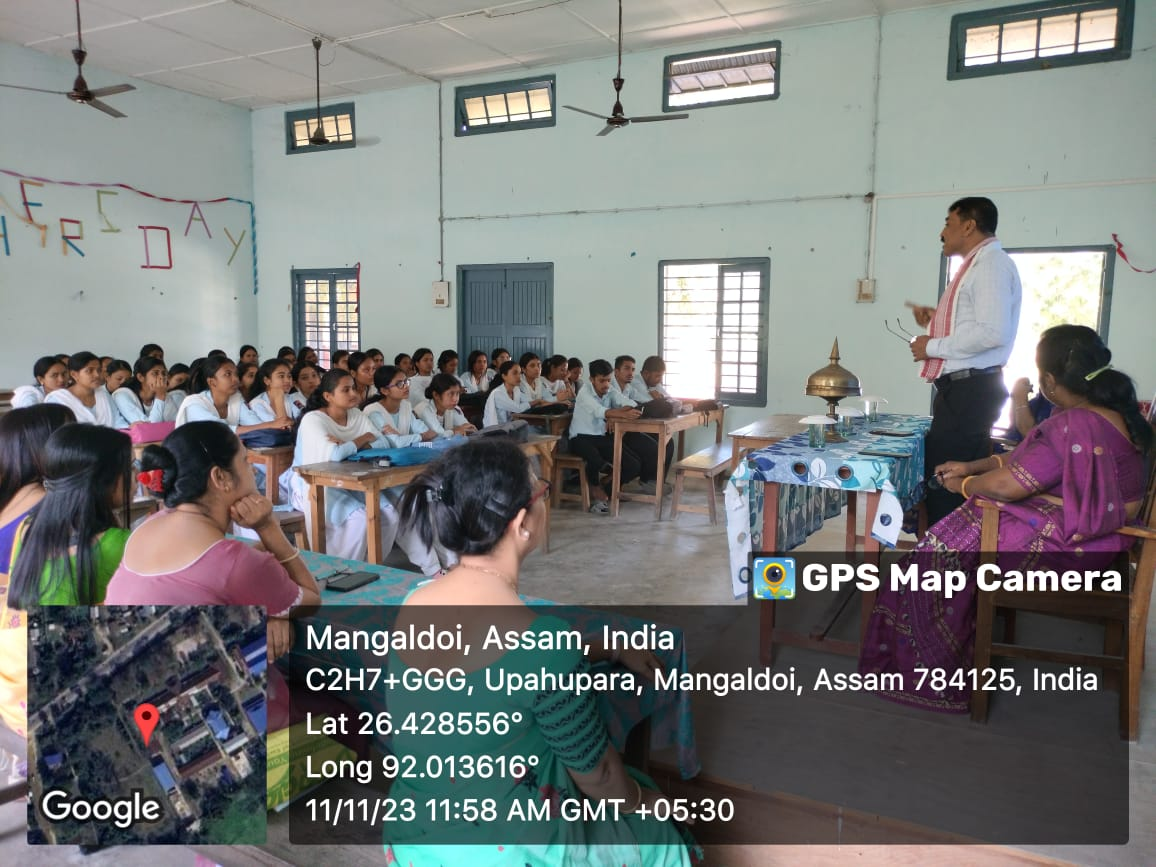 DAY
GPS Map Camera
Mangaldoi, Assam, India
C2H7+GGG, Upahupara, Mangaldoi, Assam 784125, India
Lat 26.428556°
Long 92.013616°
11/11/23 11:58 AM GMT +05:30
Google